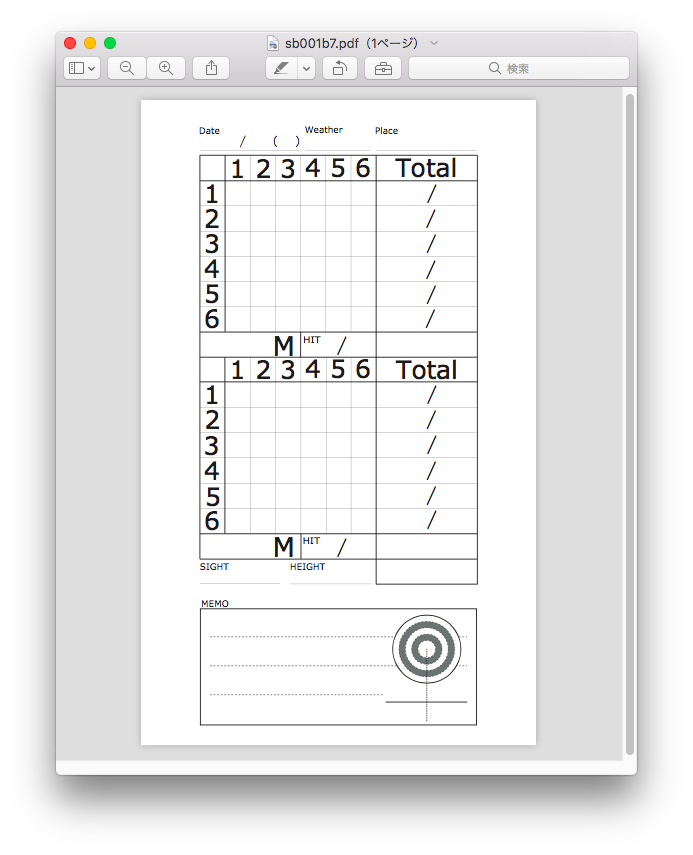 sb001b7.pdf（1ページ）
検索
Date / ( ) Weather Place
1 2 3 4 5 6 Total
1 /
2 /
3 /
4 /
5 /
6 /
M HIT /
1 2 3 4 5 6 Total
1 /
2 /
3 /
4 /
5 /
6 /
M HIT /
SIGHT HEIGHT
MEMO